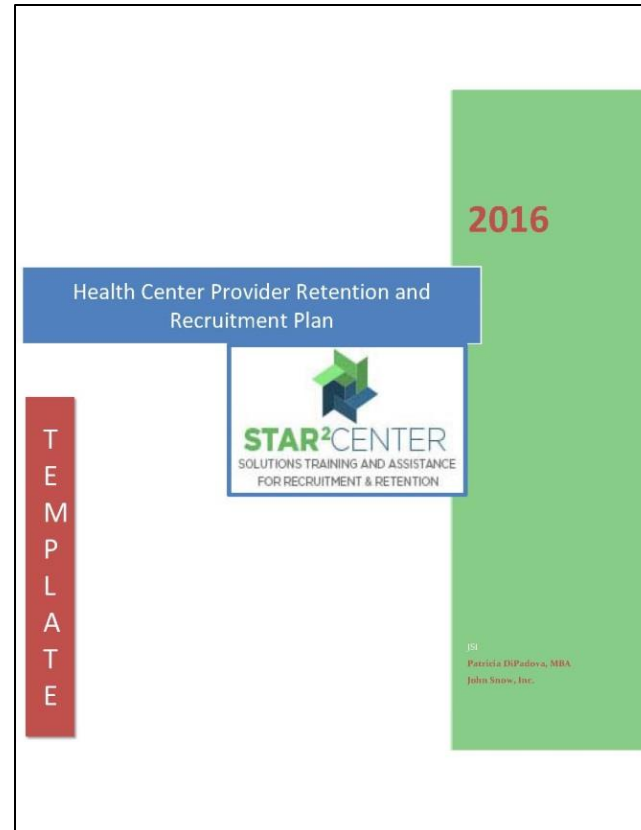 2016
Health Center Provider Retention and
Recruitment Plan
STAR²CENTER
SOLUTIONS TRAINING AND ASSISTANCE
FOR RECRUITMENT & RETENTION
TEMPLATE
JSI
Patricia DiPadova, MBA
John Snow, Inc.